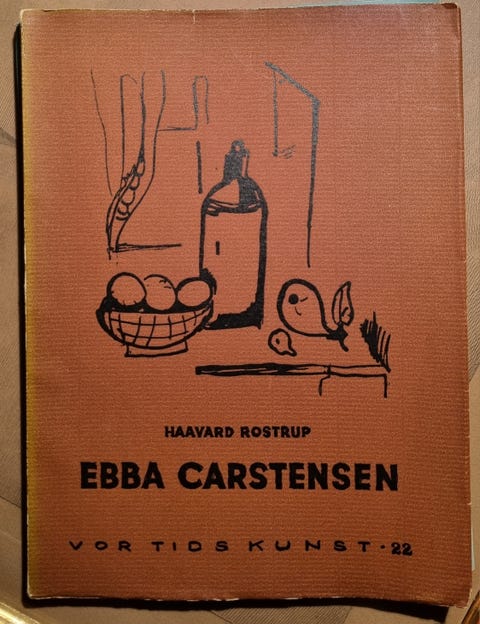 HAAVARD ROSTRUP
EBBA CARSTENSEN
VOR TIDS KUNST · 22